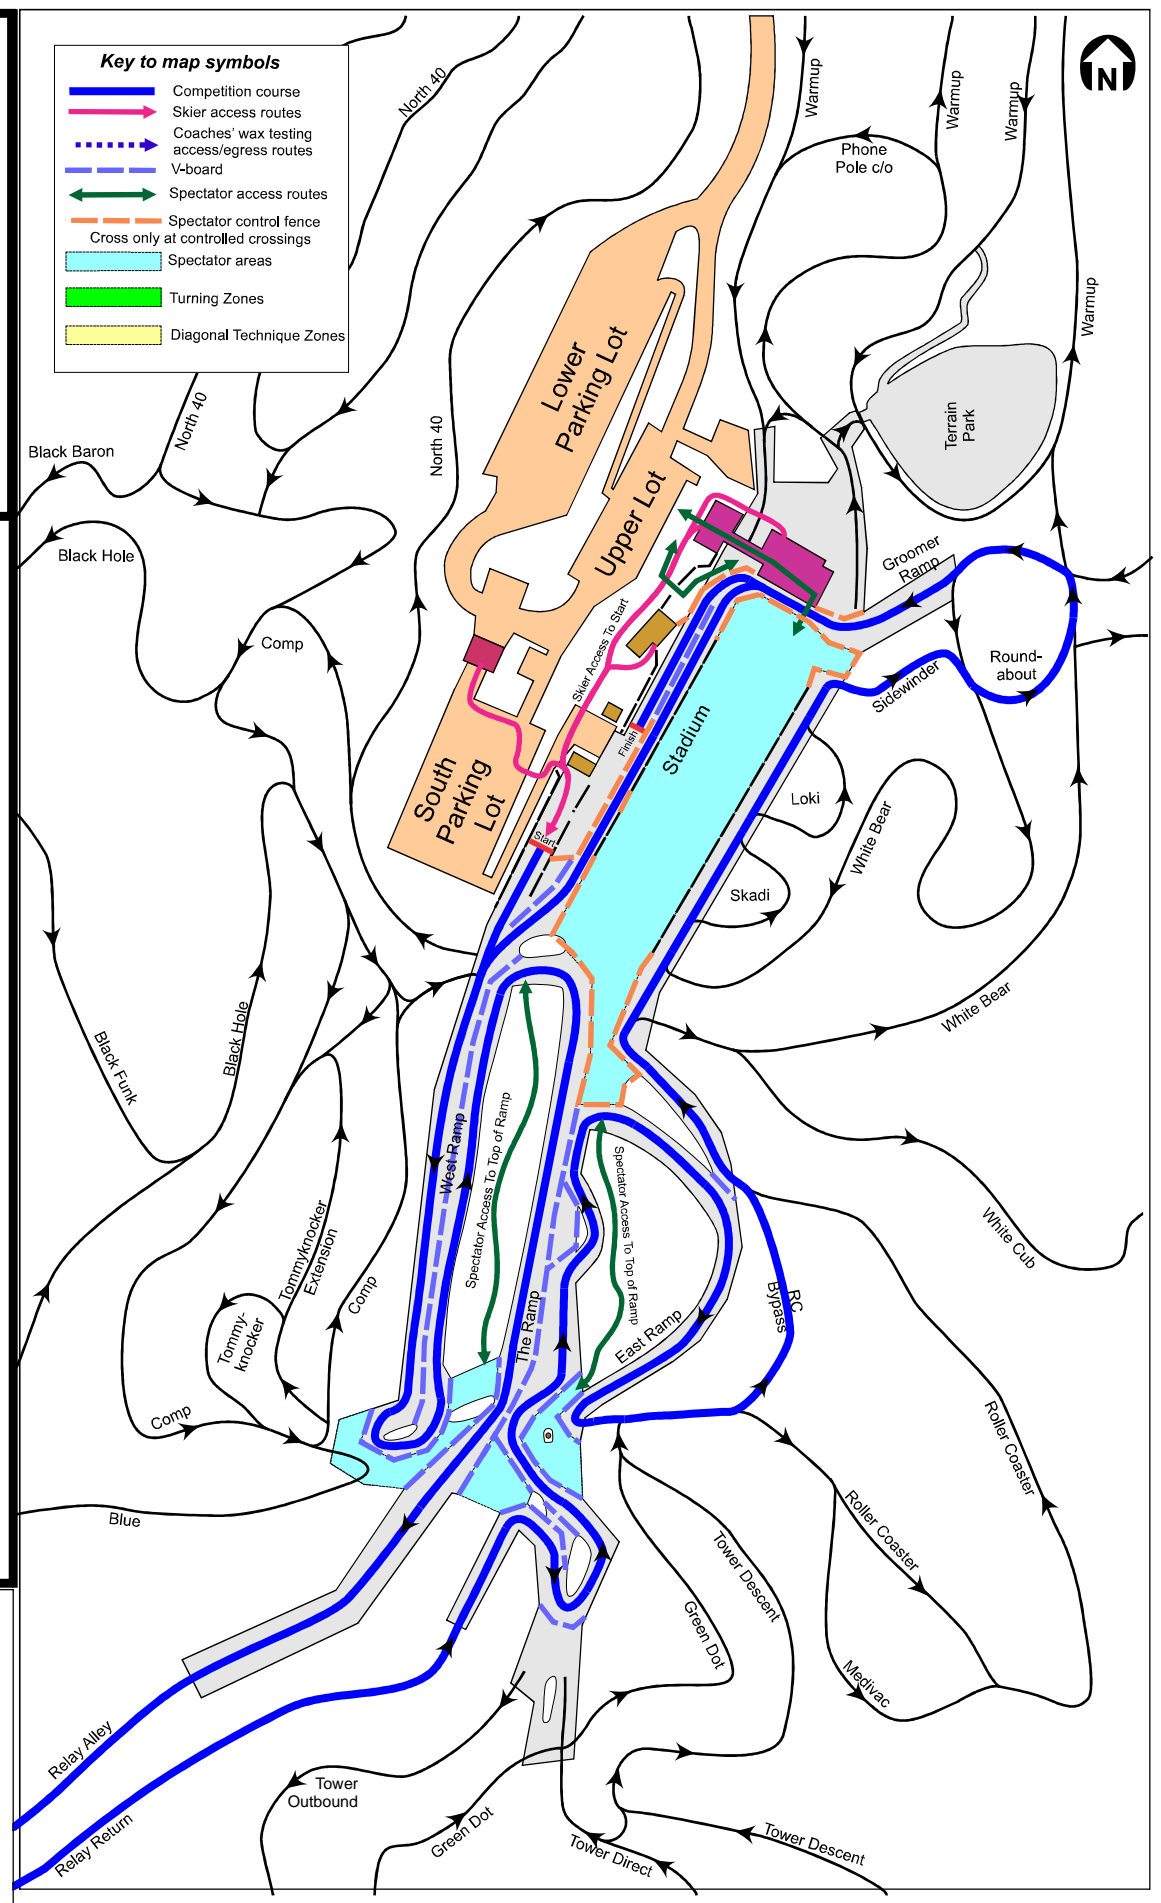 Key to map symbols
Competition course
Skier access routes
Coaches' wax testing
access/egress routes
V-board
Spectator access routes
Spectator control fence
Cross only at controlled crossings
Spectator areas
Turning Zones
Diagonal Technique Zones
N
North 40
Warmup
Warmup
Warmup
Phone
Pole c/o
Warmup
Lower
Parking Lot
North 40
North 40
Black Baron
Terrain
Park
Upper Lot
Black Hole
Groomer
Ramp
Comp
Skier Access To Start
Round-
about
Sidewinder
Stadium
Finish
South
Parking
Lot
Start
Loki
White Bear
Skadi
White Bear
Black Hole
Black Funk
West Ramp
Spectator Access To Top of Ramp
Spectator Access To Top of Ramp
White Cub
Tommyknocker
Extension
Comp
Tommy-
knocker
The Ramp
East Ramp
RC
Bypass
Comp
Blue
Roller Coaster
Roller Coaster
Tower Descent
Green Dot
Medivac
Relay Alley
Relay Return
Tower
Outbound
Green Dot
Tower Direct
Tower Descent